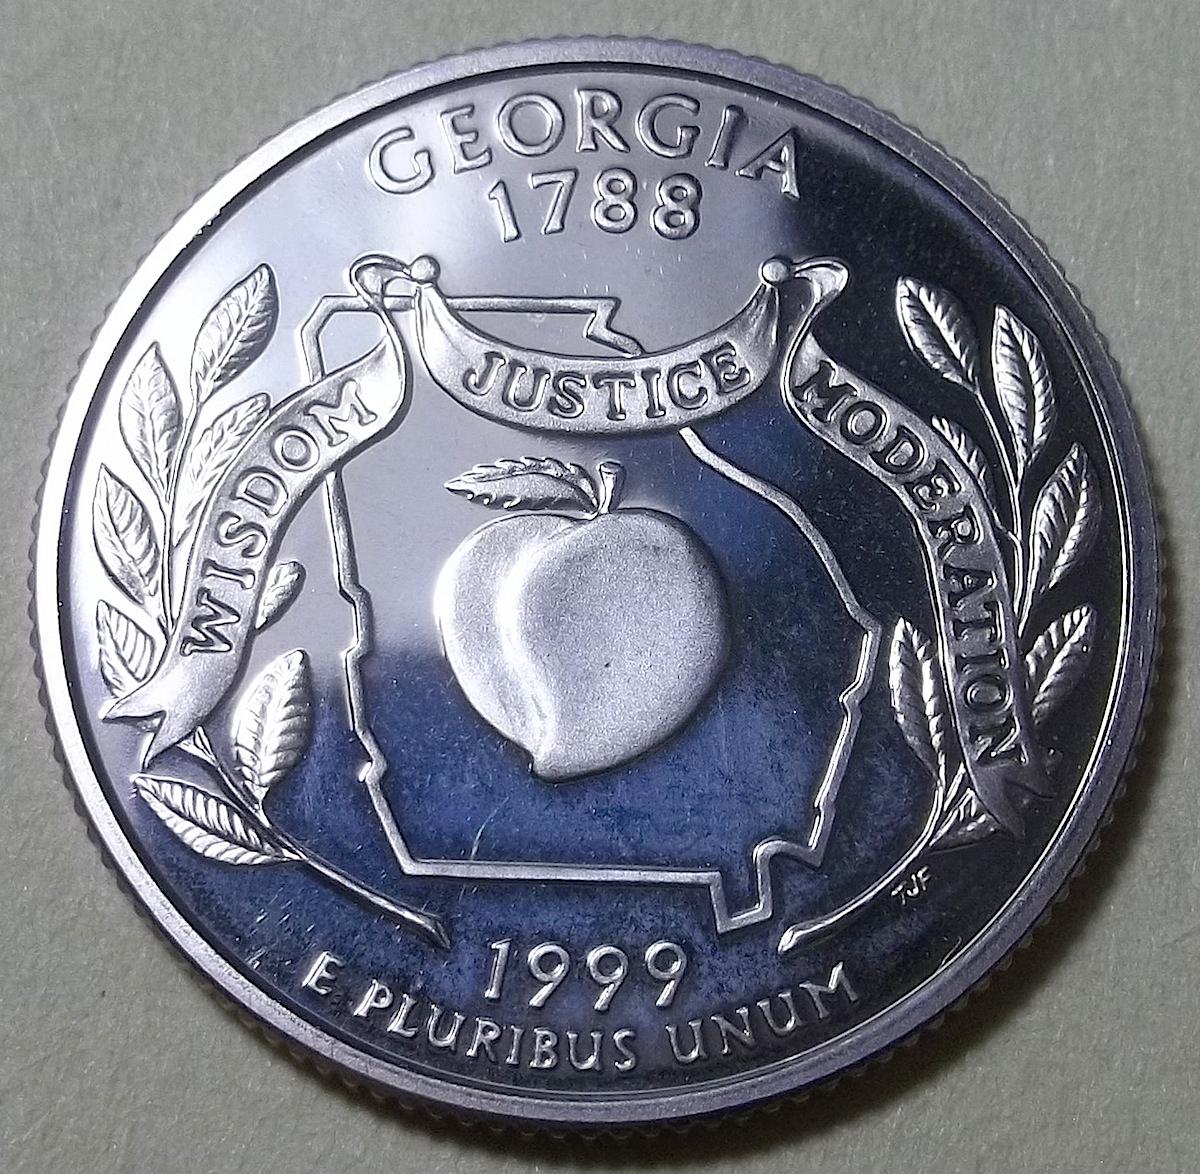 GEORGIA
1788
WISDOM
JUSTICE
MODERATION
TJF
1999
E PLURIBUS UNUM